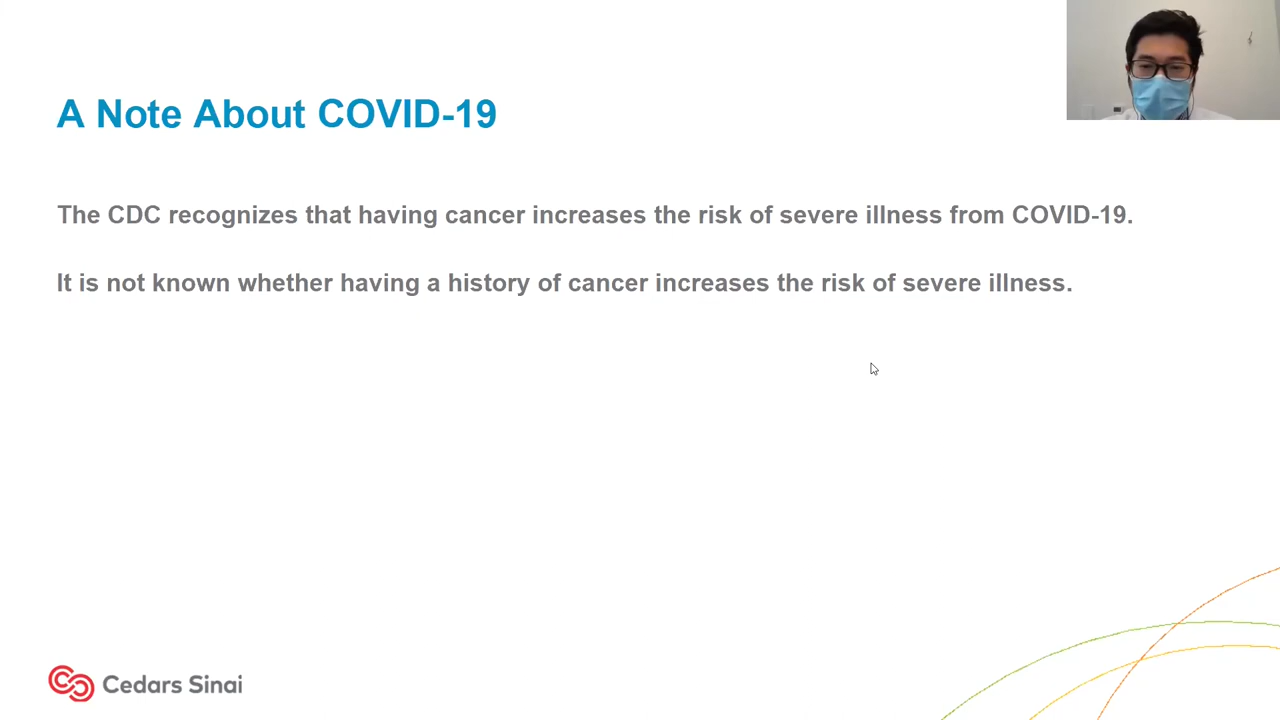 A Note About COVID-19
The CDC recognizes that having cancer increases the risk of severe illness from COVID-19.
It is not known whether having a history of cancer increases the risk of severe illness.
Cedars Sinai